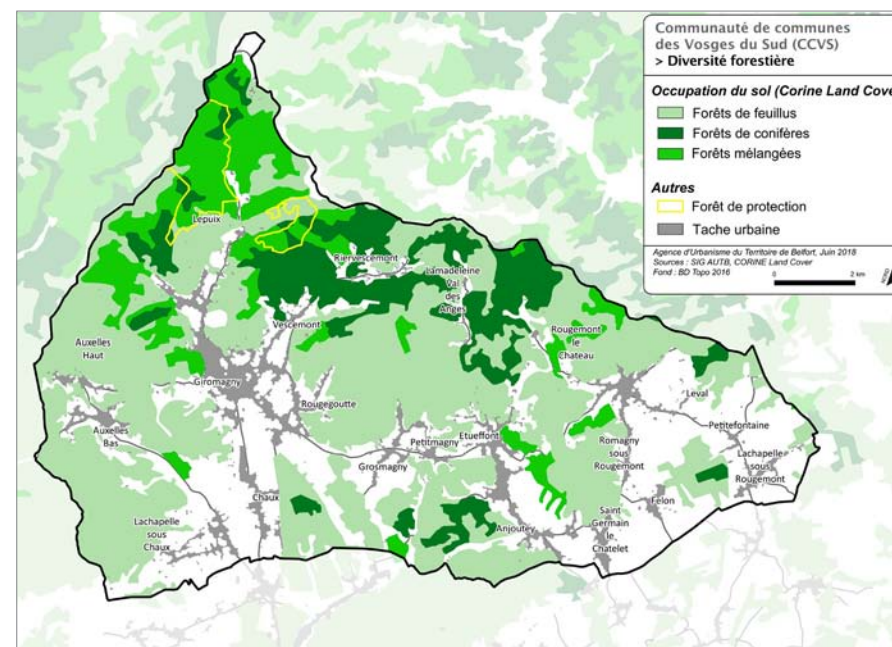 Communauté de communes
des Vosges du Sud (CCVS)
> Diversité forestière
Occupation du sol (Corine Land Cove
Forêts de feuillus
Forêts de conifères
Forêts mélangées
Autres
Forêt de protection
Tache urbaine
Agence d'Urbanisme du Territoire de Belfort, Juin 2018
Sources : SIG AUTB, CORINE Land Cover
Fond : BD Topo 2016
0 2 km
Lepuix
Riervescemont
Lamadeleine
Val
des
Anges
Vescemont
Rougemont
le
Chateau
Auxelles
Haut
Giromagny
Leval
Rougegoutte
Auxelles
Bas
Petitefontaine
Etueffont
Petitmagny
Grosmagny
Romagny
sous
Rougemont
Lachapelle
sous
Rougemont
Chaux
Felon
Saint
Germain
le
Chatelet
Anjoutey
Lachapelle
sous
Chaux